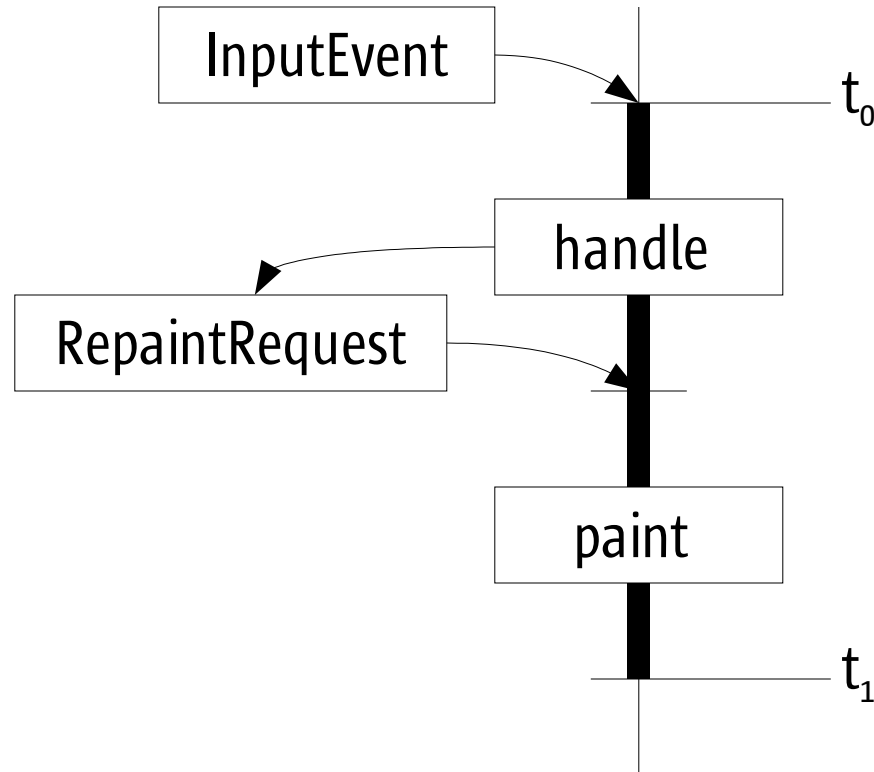 InputEvent
t₀
handle
RepaintRequest
paint
t₁